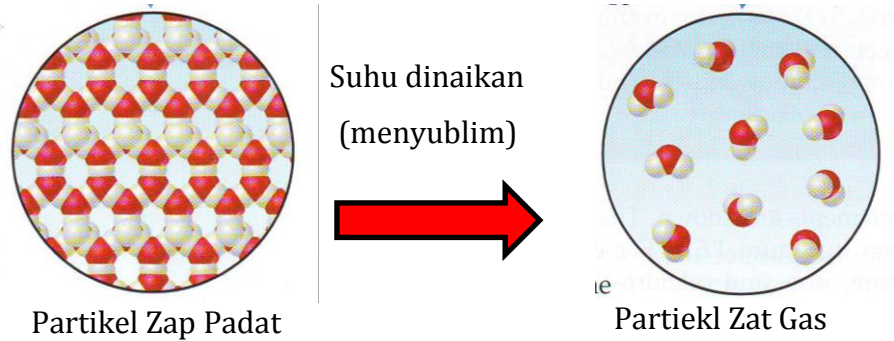 Suhu dinaikan
(menyublim)
Partikel Zap Padat
Partiekl Zat Gas